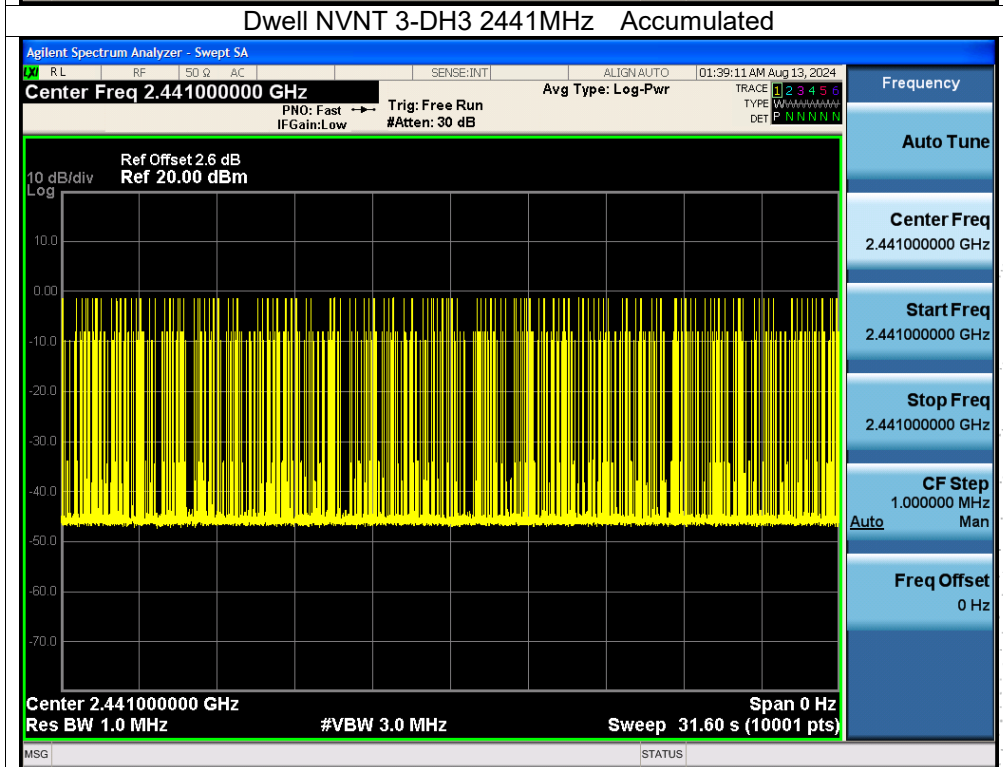 Dwell NVNT 3-DH3 2441MHz Accumulated
Agilent Spectrum Analyzer - Swept SA
LXI RL RF 50 Ω AC SENSE:INT ALIGN AUTO 01:39:11 AM Aug 13, 2024
Center Freq 2.441000000 GHz
PNO: Fast
IFGain:Low
Trig: Free Run
#Atten: 30 dB
Avg Type: Log-Pwr
TRACE 1 2 3 4 5 6
TYPE WWWWWWW
DET P N N N N N
Ref Offset 2.6 dB
10 dB/div Ref 20.00 dBm
Log
10.0
0.00
-10.0
-20.0
-30.0
-40.0
-50.0
-60.0
-70.0
Center 2.441000000 GHz Span 0 Hz
Res BW 1.0 MHz #VBW 3.0 MHz Sweep 31.60 s (10001 pts)
MSG STATUS
Frequency
Auto Tune
Center Freq
2.441000000 GHz
Start Freq
2.441000000 GHz
Stop Freq
2.441000000 GHz
CF Step
1.000000 MHz
Auto Man
Freq Offset
0 Hz